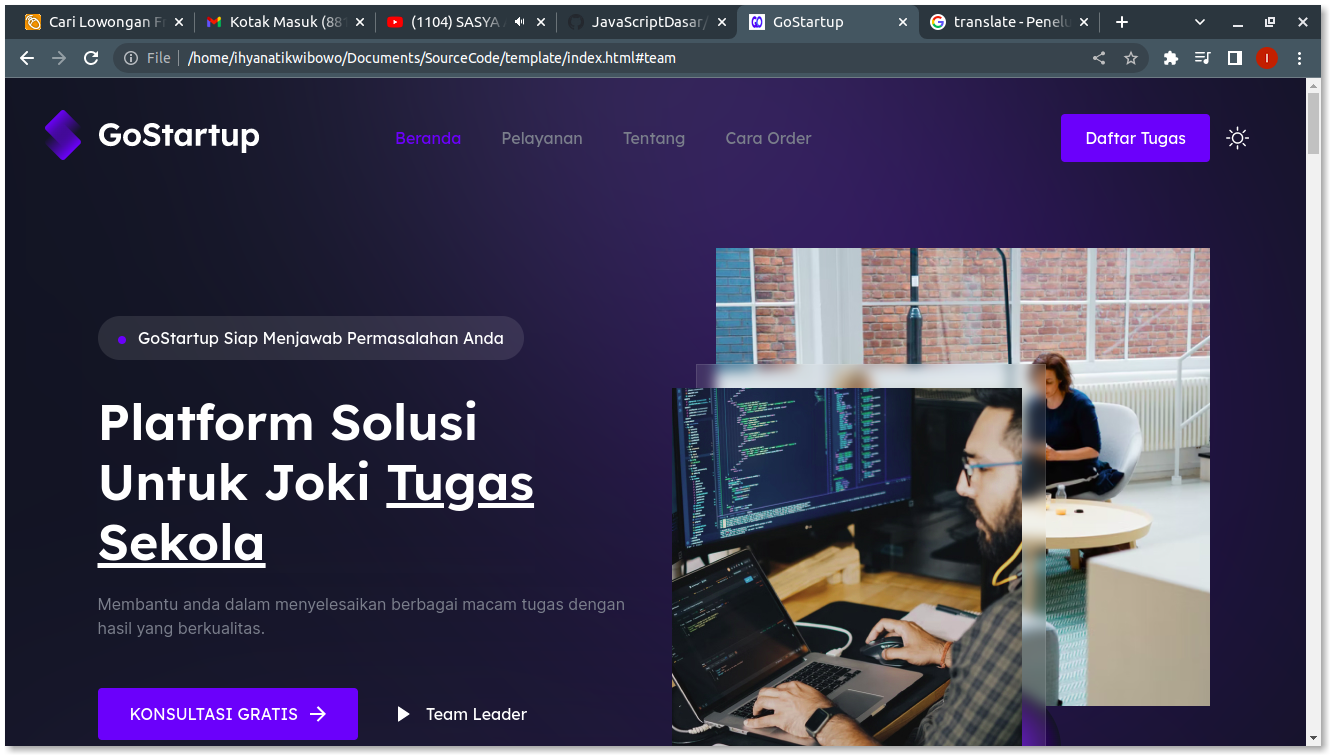 Cari Lowongan Fr
Kotak Masuk (881
(1104) SASYA A
JavaScriptDasar/
GoStartup
translate - Penelu
File
/home/ihyanatikwibowo/Documents/SourceCode/template/index.html#team
I
GoStartup
Beranda
Pelayanan
Tentang
Cara Order
Daftar Tugas
GoStartup Siap Menjawab Permasalahan Anda
Platform Solusi
Untuk Joki Tugas
Sekola
Membantu anda dalam menyelesaikan berbagai macam tugas dengan
hasil yang berkualitas.
KONSULTASI GRATIS
Team Leader